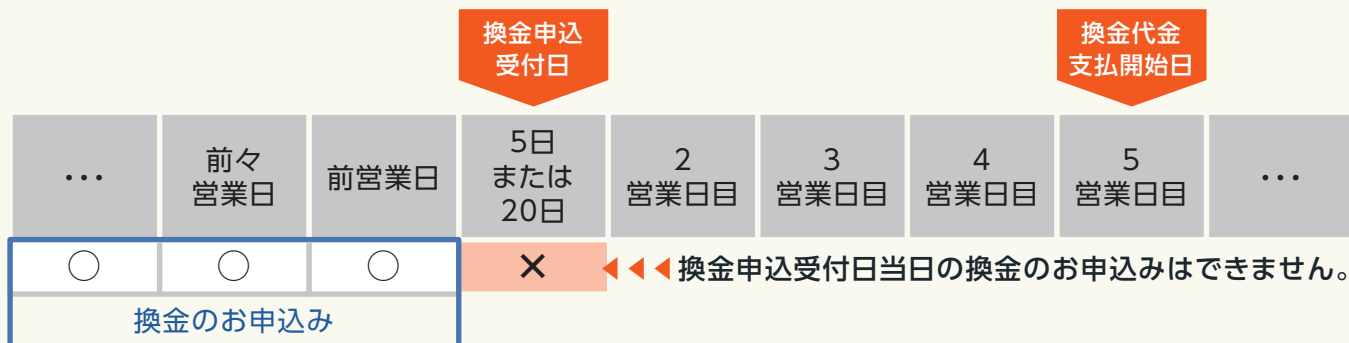 換金申込
受付日
換金代金
支払開始日
…
前々
営業日
前営業日
5日
または
20日
2
営業日目
3
営業日目
4
営業日目
5
営業日目
…
○
○
○
×
換金申込受付日当日の換金のお申込みはできません。
換金のお申込み